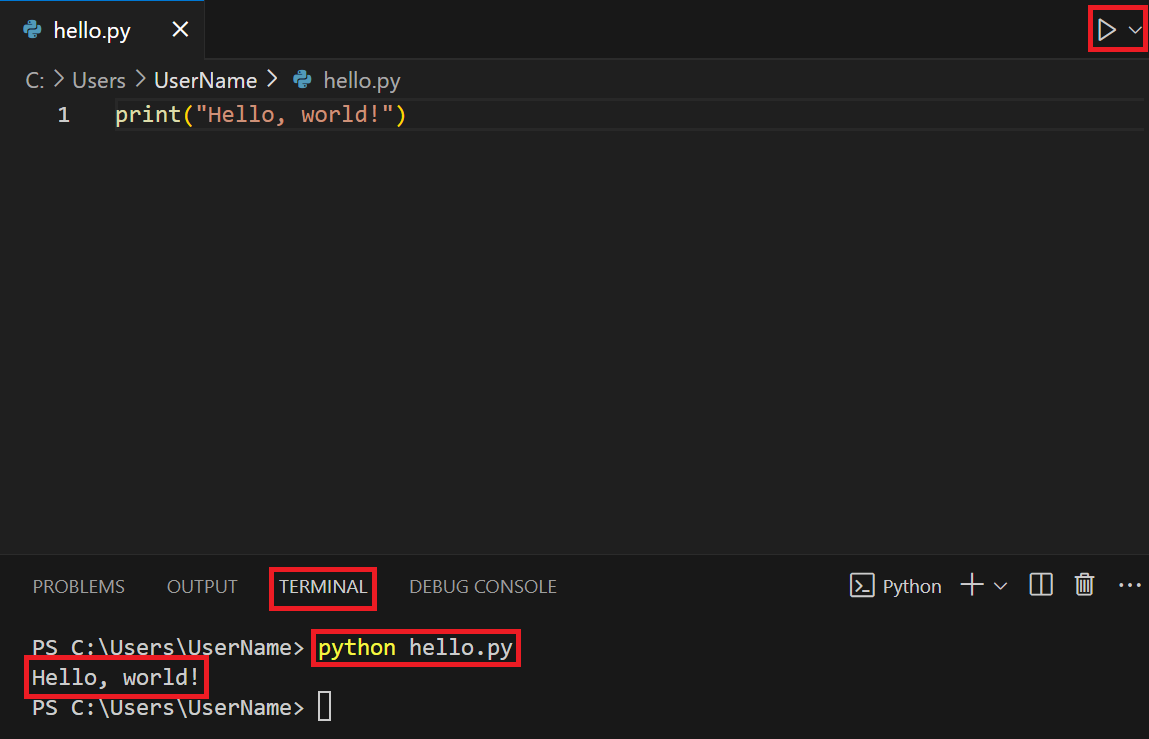 hello.py
C: > Users > UserName > hello.py
1 print("Hello, world!")
PROBLEMS OUTPUT TERMINAL DEBUG CONSOLE Python
PS C:\Users\UserName> python hello.py
Hello, world!
PS C:\Users\UserName>